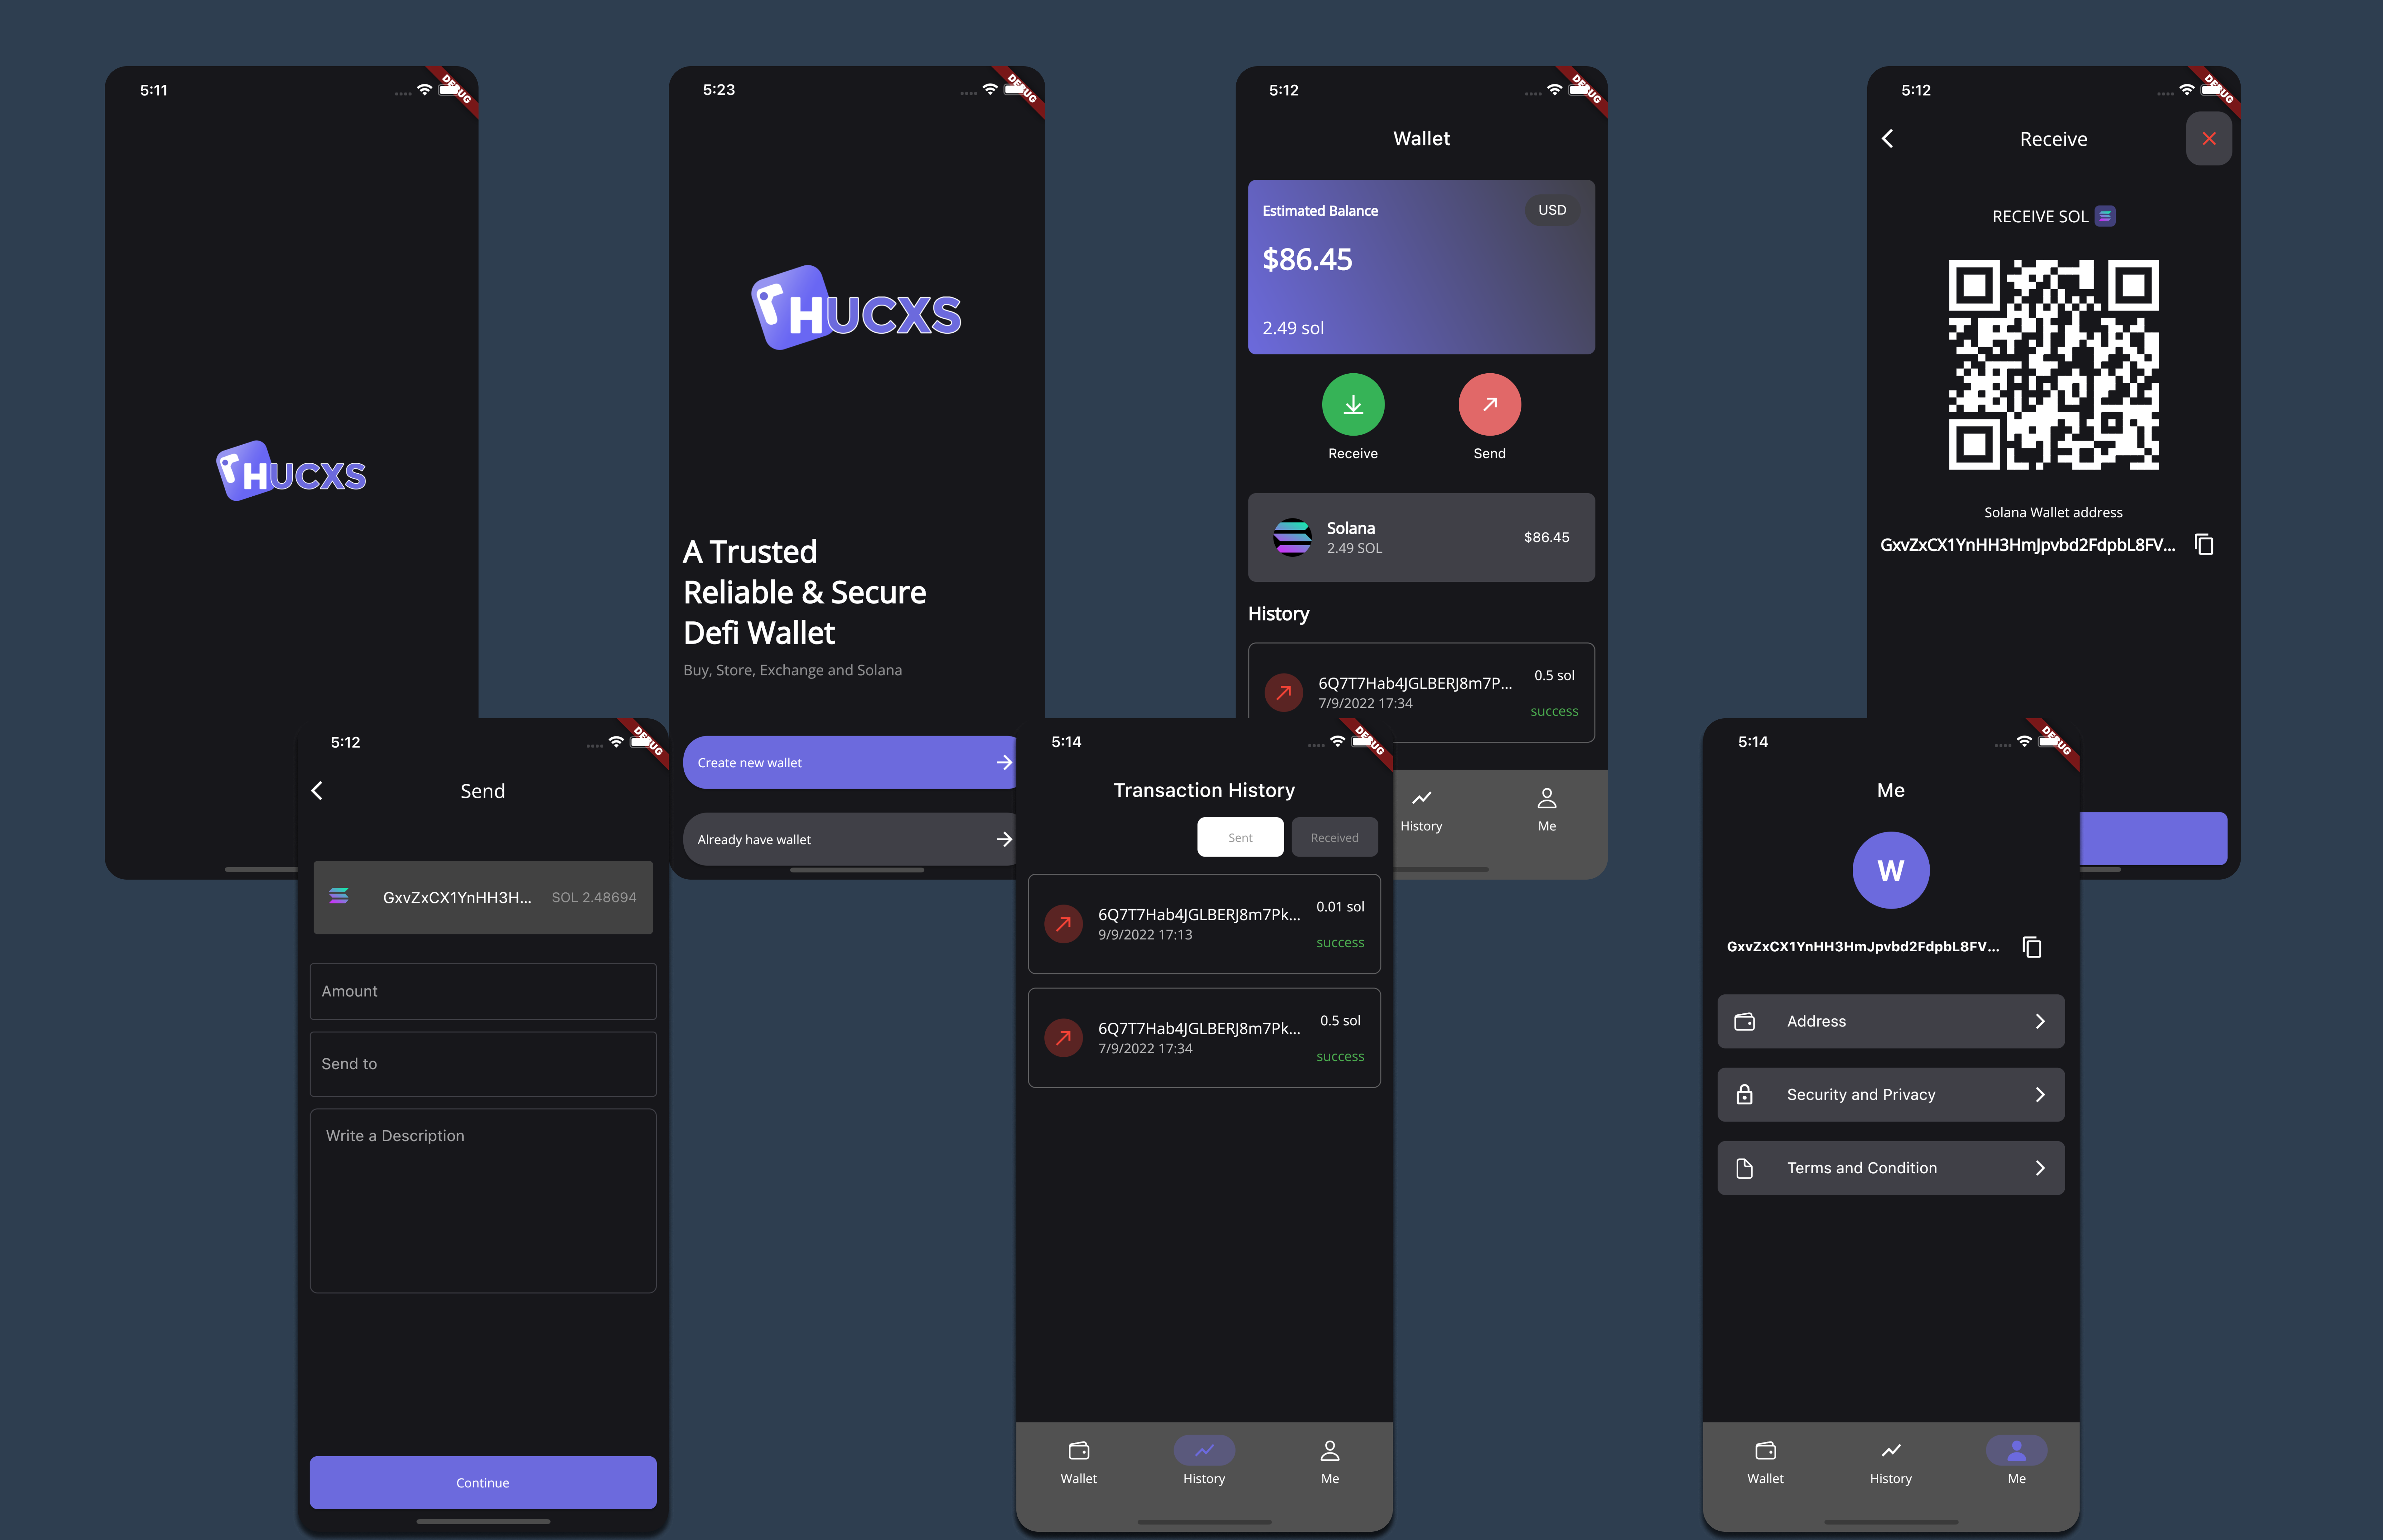 5:11
DEBUG
HUCXS
5:23
DEBUG
HUCXS
A Trusted
Reliable & Secure
Defi Wallet
Buy, Store, Exchange and Solana
Create new wallet
Already have wallet
5:12
DEBUG
Wallet
Estimated Balance
USD
$86.45
2.49 sol
Receive
Send
Solana
2.49 SOL
$86.45
History
6Q7T7Hab4JGLBERJ8m7P...
7/9/2022 17:34
0.5 sol
success
History
Me
5:12
DEBUG
Receive
RECEIVE SOL
Solana Wallet address
GxvZxCX1YnHH3HmJpvbd2FdpbL8FV...
5:12
DEBUG
Send
GxvZxCX1YnHH3H...
SOL 2.48694
Amount
Send to
Write a Description
Continue
5:14
DEBUG
Transaction History
Sent
Received
6Q7T7Hab4JGLBERJ8m7Pk...
9/9/2022 17:13
0.01 sol
success
6Q7T7Hab4JGLBERJ8m7Pk...
7/9/2022 17:34
0.5 sol
success
Wallet
History
Me
5:14
DEBUG
Me
W
GxvZxCX1YnHH3HmJpvbd2FdpbL8FV...
Address
Security and Privacy
Terms and Condition
Wallet
History
Me